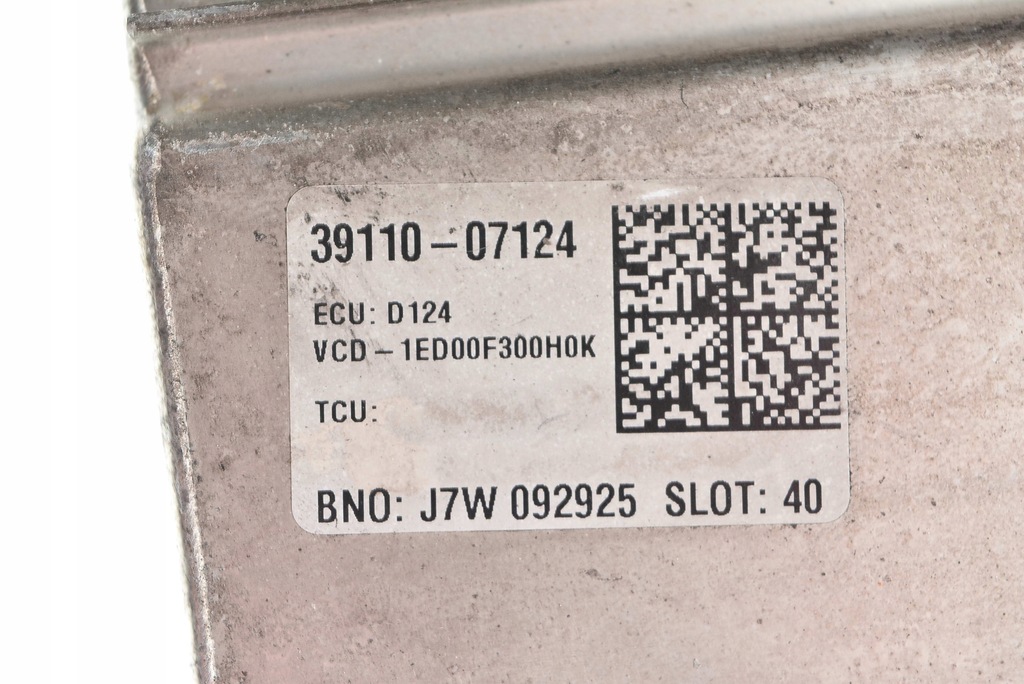 39110-07124
ECU: D124
VCD-1ED00F300H0K
TCU:
BNO: J7W 092925 SLOT: 40